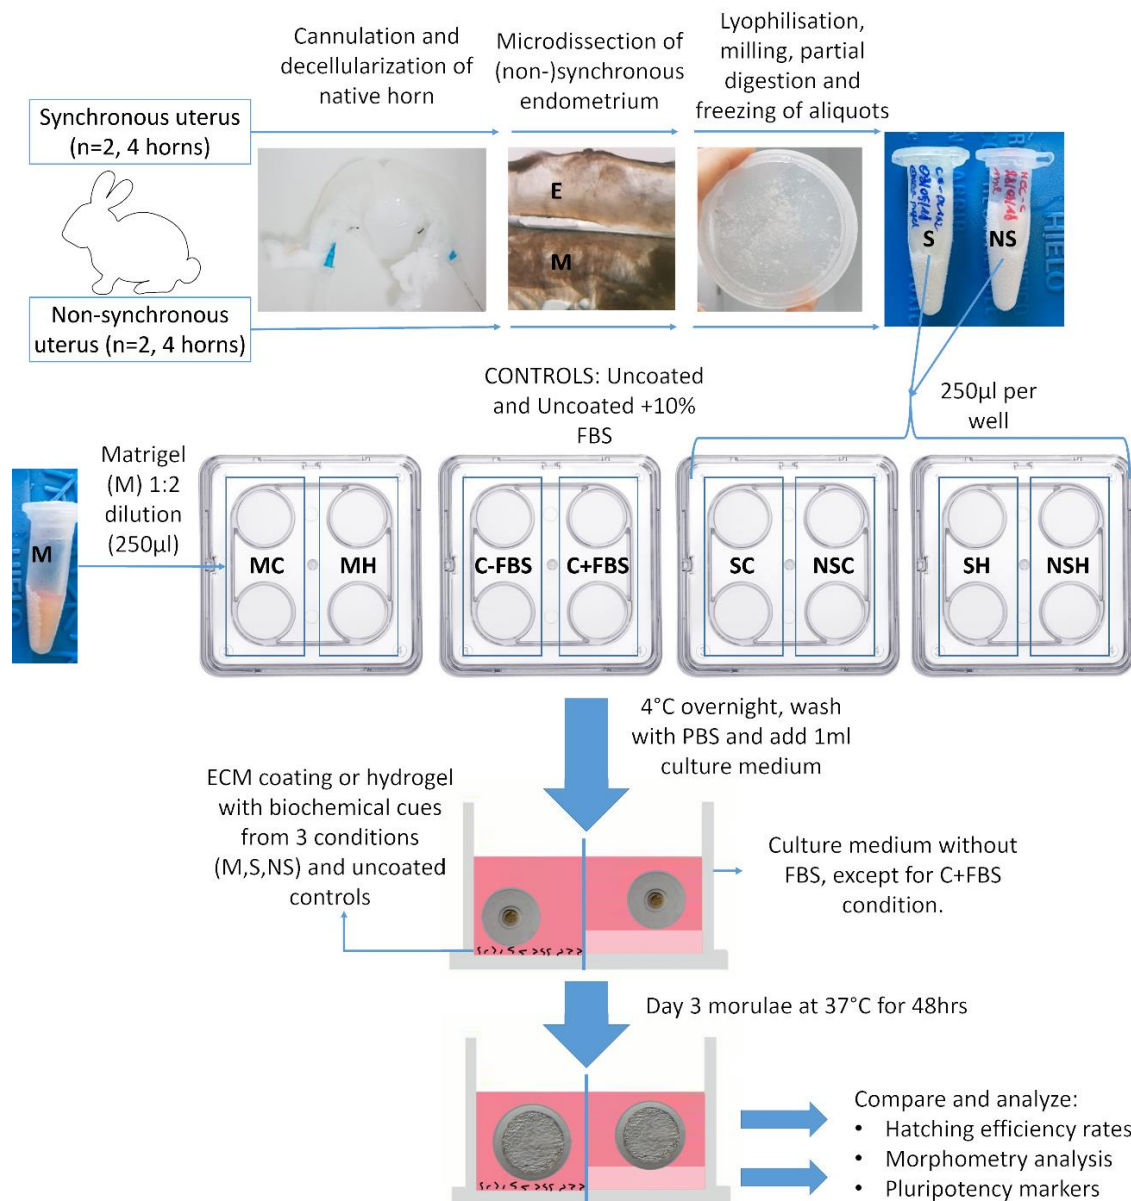 Cannulation and
decellularization of
native horn
Microdissection of
(non-)synchronous
endometrium
Lyophilisation,
milling, partial
digestion and
freezing of aliquots
Synchronous uterus
(n=2, 4 horns)
Non-synchronous
uterus (n=2, 4 horns)
E
M
S
NS
HIELO
CONTROLS: Uncoated
and Uncoated +10%
FBS
250µl per
well
Matrigel
(M) 1:2
dilution
(250µl)
M
HIELO
MC
MH
C-FBS
C+FBS
SC
NSC
SH
NSH
4°C overnight, wash
with PBS and add 1ml
culture medium
ECM coating or hydrogel
with biochemical cues
from 3 conditions
(M,S,NS) and uncoated
controls
Culture medium without
FBS, except for C+FBS
condition.
Day 3 morulae at 37°C for 48hrs
Compare and analyze:
• Hatching efficiency rates
• Morphometry analysis
• Pluripotency markers